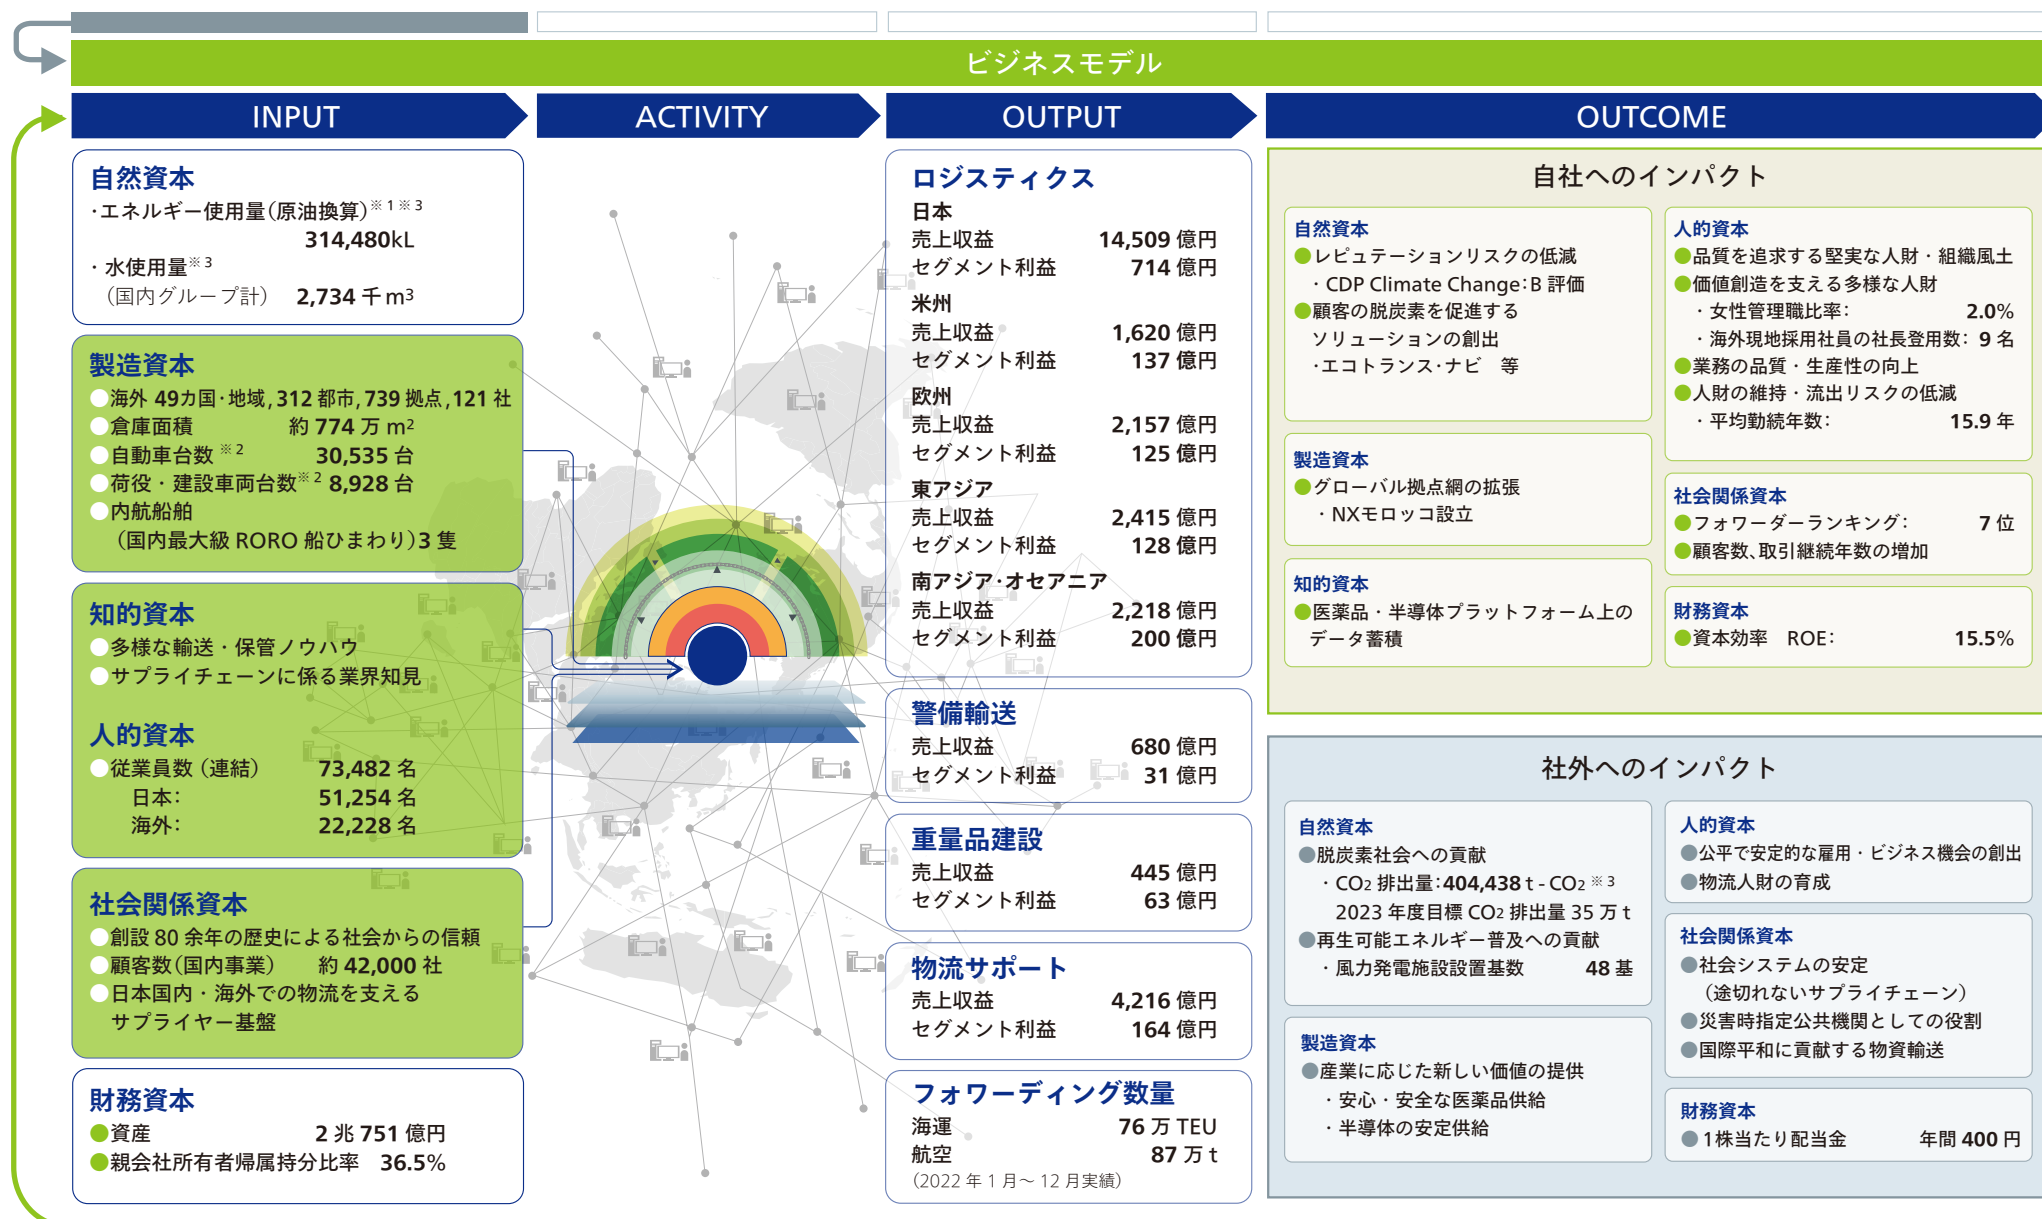 ビジネスモデル
INPUT
ACTIVITY
OUTPUT
OUTCOME
自然資本
・エネルギー使用量（原油換算）※1※3
314,480kL
・水使用量※3
（国内グループ計） 2,734 千m3
製造資本
●海外 49カ国・地域,312 都市,739 拠点,121 社
●倉庫面積 約 774 万 m2
●自動車台数※2 30,535 台
●荷役・建設車両台数※2 8,928 台
●内航船舶
（国内最大級 RORO 船ひまわり）3 隻
知的資本
●多様な輸送・保管ノウハウ
●サプライチェーンに係る業界知見
人的資本
●従業員数（連結） 73,482 名
日本： 51,254 名
海外： 22,228 名
社会関係資本
●創設 80 余年の歴史による社会からの信頼
●顧客数（国内事業） 約 42,000 社
●日本国内・海外での物流を支える
サプライヤー基盤
財務資本
●資産 2 兆 751 億円
●親会社所有者帰属持分比率 36.5%
ロジスティクス
日本
売上収益 14,509 億円
セグメント利益 714 億円
米州
売上収益 1,620 億円
セグメント利益 137 億円
欧州
売上収益 2,157 億円
セグメント利益 125 億円
東アジア
売上収益 2,415 億円
セグメント利益 128 億円
南アジア・オセアニア
売上収益 2,218 億円
セグメント利益 200 億円
警備輸送
売上収益 680 億円
セグメント利益 31 億円
重量品建設
売上収益 445 億円
セグメント利益 63 億円
物流サポート
売上収益 4,216 億円
セグメント利益 164 億円
フォワーディング数量
海運 76 万 TEU
航空 87 万 t
（2022 年 1 月～ 12 月実績）
自社へのインパクト
自然資本
●レピュテーションリスクの低減
・CDP Climate Change：B 評価
●顧客の脱炭素を促進する
ソリューションの創出
・エコトランス・ナビ 等
製造資本
●グローバル拠点網の拡張
・NXモロッコ設立
知的資本
●医薬品・半導体プラットフォーム上の
データ蓄積
人的資本
●品質を追求する堅実な人財・組織風土
●価値創造を支える多様な人財
・女性管理職比率： 2.0%
・海外現地採用社員の社長登用数： 9 名
●業務の品質・生産性の向上
●人財の維持・流出リスクの低減
・平均勤続年数： 15.9 年
社会関係資本
●フォワーダーランキング： 7 位
●顧客数、取引継続年数の増加
財務資本
●資本効率 ROE： 15.5%
社外へのインパクト
自然資本
●脱炭素社会への貢献
・CO2 排出量：404,438 t - CO2 ※3
2023 年度目標 CO2 排出量 35 万 t
●再生可能エネルギー普及への貢献
・風力発電施設設置基数 48 基
製造資本
●産業に応じた新しい価値の提供
・安心・安全な医薬品供給
・半導体の安定供給
人的資本
●公平で安定的な雇用・ビジネス機会の創出
●物流人財の育成
社会関係資本
●社会システムの安定
（途切れないサプライチェーン）
●災害時指定公共機関としての役割
●国際平和に貢献する物資輸送
財務資本
●1株当たり配当金 年間 400 円